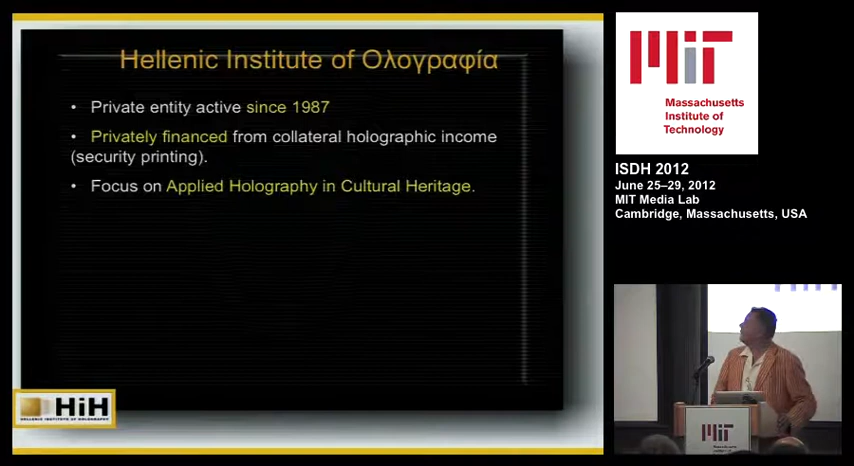 Hellenic Institute of Ολογραφία
• Private entity active since 1987
• Privately financed from collateral holographic income
(security printing).
• Focus on Applied Holography in Cultural Heritage.
HiH
HELLENIC INSTITUTE OF HOLOGRAPHY
Massachusetts
Institute of
Technology
ISDH 2012
June 25–29, 2012
MIT Media Lab
Cambridge, Massachusetts, USA
MIT